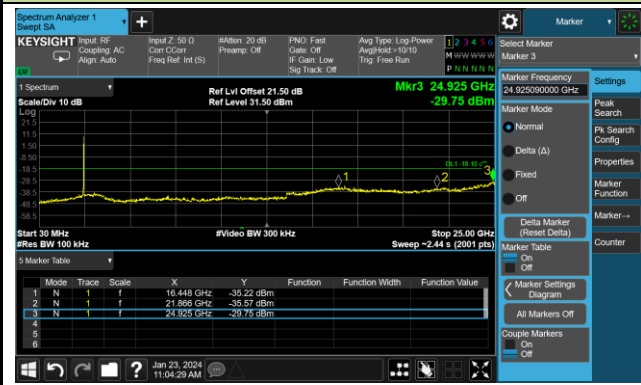 Spectrum Analyzer 1
Swept SA
Marker
KEYSIGHT Input: RF Input Z: 50 Ω #Atten: 20 dB PNO: Fast Avg Type: Log-Power 1 2 3 4 5 6
Coupling: AC Corr CCorr Preamp: Off Gate: Off Avg|Hold:>10/10 M W W W W W
Align: Auto Freq Ref: Int (S) IF Gain: Low Trig: Free Run P N N N N N
Sig Track: Off
1 Spectrum
Ref Lvl Offset 21.50 dB
Mkr3 24.925 GHz
Scale/Div 10 dB
Ref Level 31.50 dBm
-29.75 dBm
Log
21.5
11.5
1.50
-8.50
-18.5
-28.5
-38.5
-48.5
-58.5
1
2
3
Start 30 MHz
#Video BW 300 kHz
Stop 25.00 GHz
#Res BW 100 kHz
Sweep ~2.44 s (2001 pts)
5 Marker Table
Mode Trace Scale X Y Function Function Width Function Value
1 N 1 f 16.448 GHz -35.22 dBm
2 N 1 f 21.866 GHz -35.57 dBm
3 N 1 f 24.925 GHz -29.75 dBm
4
5
6
Jan 23, 2024
11:04:29 AM
Select Marker
Marker 3
Marker Frequency
24.925090000 GHz
Marker Mode
Normal
Delta (Δ)
Fixed
Off
Delta Marker
(Reset Delta)
Marker Table
On
Off
Marker Settings
Diagram
All Markers Off
Couple Markers
On
Off
Settings
Peak
Search
Pk Search
Config
Properties
Marker
Function
Marker→
Counter